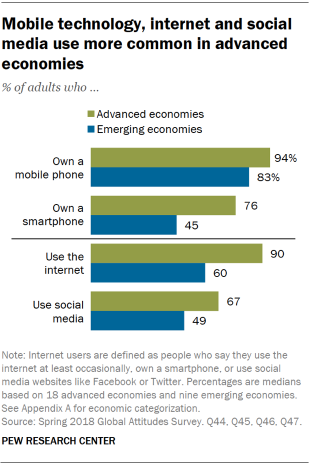 Mobile technology, internet and social
media use more common in advanced
economies
% of adults who ...
Advanced economies
Emerging economies
Own a
mobile phone
94%
83%
Own a
smartphone
76
45
Use the
internet
90
60
Use social
media
67
49
Note: Internet users are defined as people who say they use the
internet at least occasionally, own a smartphone, or use social
media websites like Facebook or Twitter. Percentages are medians
based on 18 advanced economies and nine emerging economies.
See Appendix A for economic categorization.
Source: Spring 2018 Global Attitudes Survey. Q44, Q45, Q46, Q47.
PEW RESEARCH CENTER